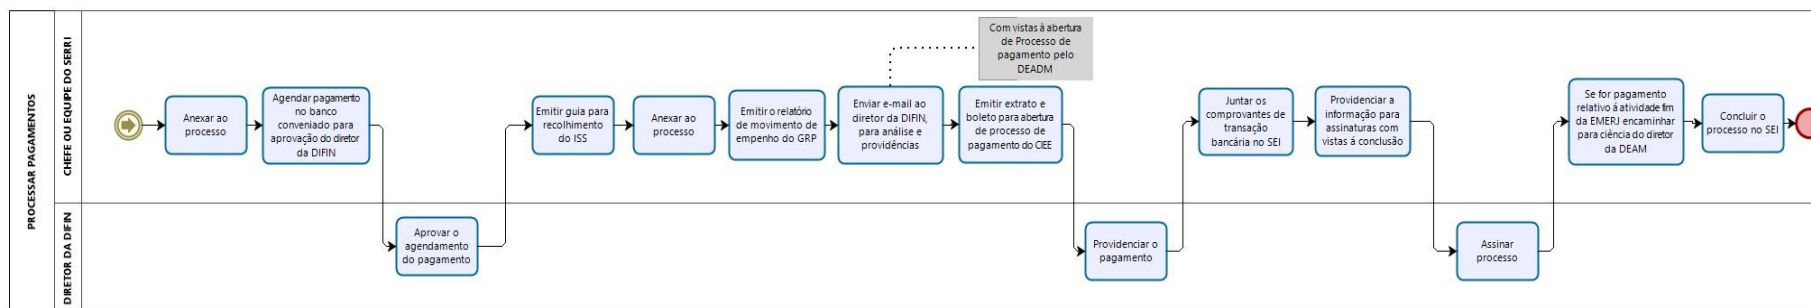 PROCESSAR PAGAMENTOS
CHEFE OU EQUIPE DO SERRI
Anexar ao
processo
Agendar pagamento
no banco
conveniado para
aprovação do diretor
da DIFIN
Emitir guia para
recolhimento
do ISS
Anexar ao
processo
Emitir o relatório
de movimento de
empenho do GRP
Enviar e-mail ao
diretor da DIFIN,
para análise e
providências
Com vistas à abertura
de Processo de
pagamento pelo
DEADM
Emitir extrato e
boleto para abertura
de processo de
pagamento do CIEE
Juntar os
comprovantes de
transação
bancária no SEI
Providenciar a
informação para
assinaturas com
vistas á conclusão
Se for pagamento
relativo á atividade fim
da EMERJ encaminhar
para ciência do diretor
da DEAM
Concluir o
processo no SEI
DIRETOR DA DIFIN
Aprovar o
agendamento
do pagamento
Providenciar o
pagamento
Assinar
processo